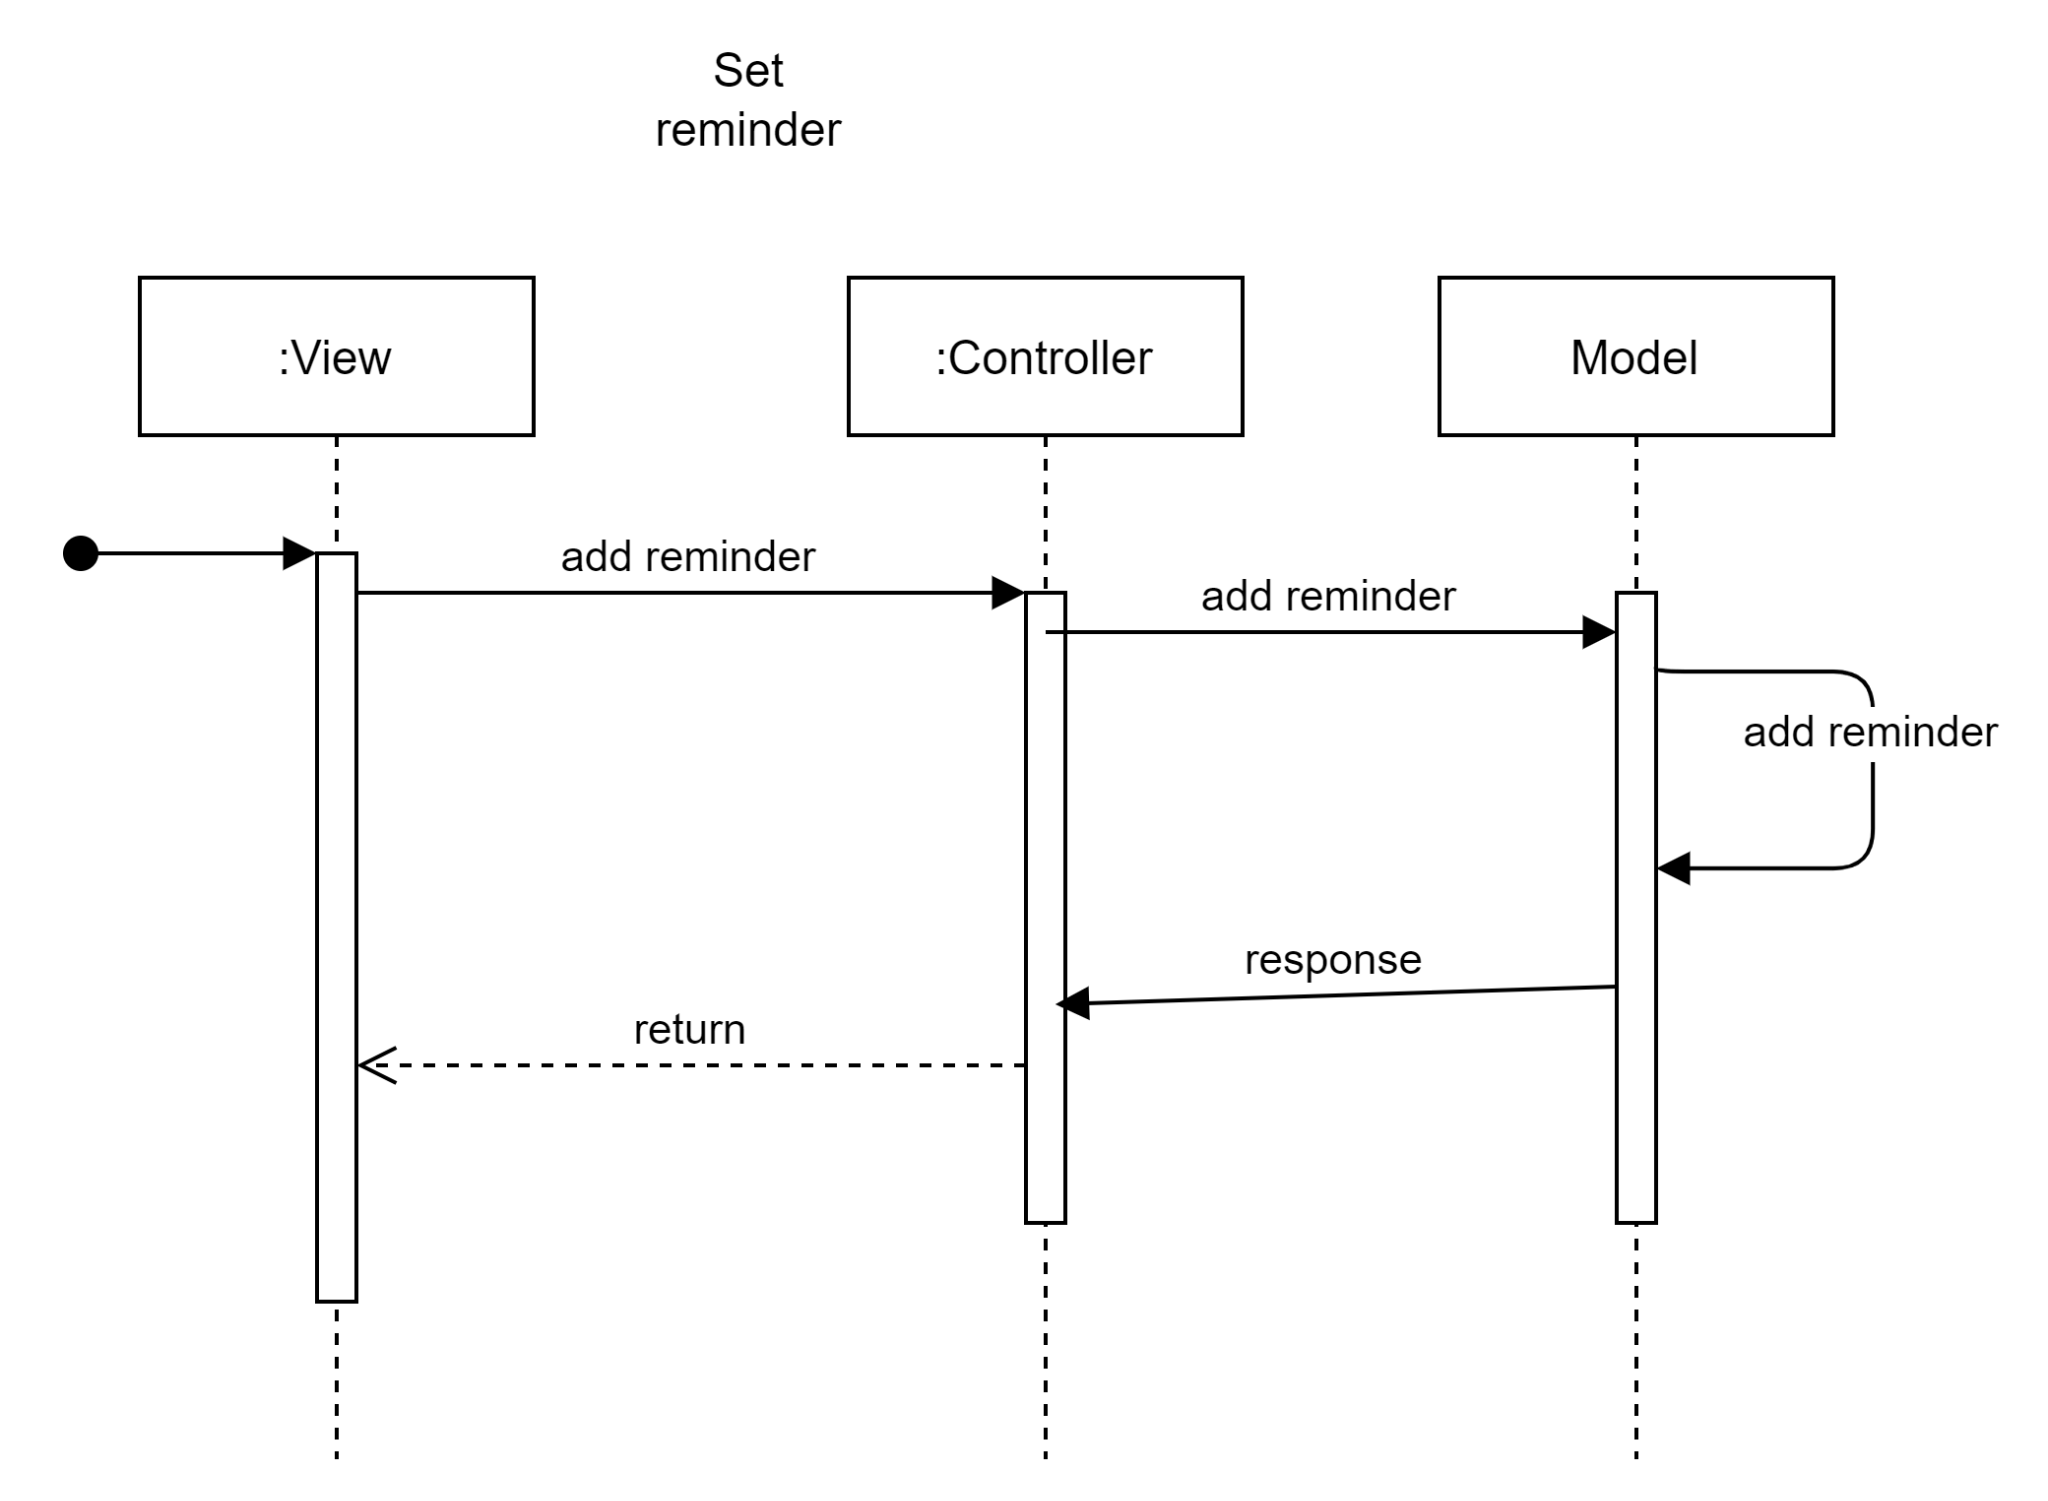 Set
reminder
:View
:Controller
Model
add reminder
add reminder
add reminder
response
return